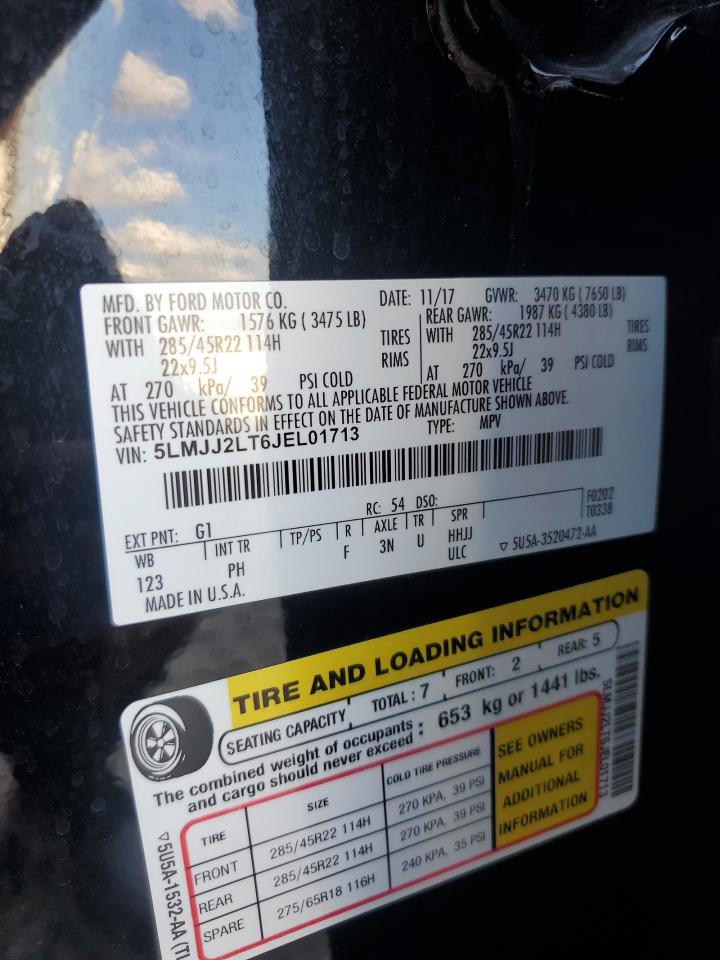 MFD. BY FORD MOTOR CO. DATE: 11/17 GVWR: 3470 KG ( 7650 LB)
FRONT GAWR: 1576 KG ( 3475 LB) REAR GAWR: 1987 KG ( 4380 LB)
WITH 285/45R22 114H TIRES WITH 285/45R22 114H TIRES
22x9.5J RIMS 22x9.5J RIMS
AT 270 kPa/ 39 PSI COLD AT 270 kPa/ 39 PSI COLD
THIS VEHICLE CONFORMS TO ALL APPLICABLE FEDERAL MOTOR VEHICLE
SAFETY STANDARDS IN EFFECT ON THE DATE OF MANUFACTURE SHOWN ABOVE.
VIN: 5LMJJ2LT6JEL01713 TYPE: MPV
F0202
T0338
EXT PNT: G1 RC: 54 DSO:
WB INT TR TP/PS R AXLE TR SPR
123 PH F 3N U HHJJ
ULC
5U5A-3520472-AA
MADE IN U.S.A.
TIRE AND LOADING INFORMATION
SEATING CAPACITY TOTAL : 7 FRONT: 2 REAR: 5
The combined weight of occupants and cargo should never exceed : 653 kg or 1441 lbs.
TIRE SIZE COLD TIRE PRESSURE
FRONT 285/45R22 114H 270 KPA, 39 PSI
REAR 285/45R22 114H 270 KPA, 39 PSI
SPARE 275/65R18 116H 240 KPA, 35 PSI
SEE OWNERS
MANUAL FOR
ADDITIONAL
INFORMATION
5LMJJ2LT6JEL01713
5U5A-1532-AA (TI